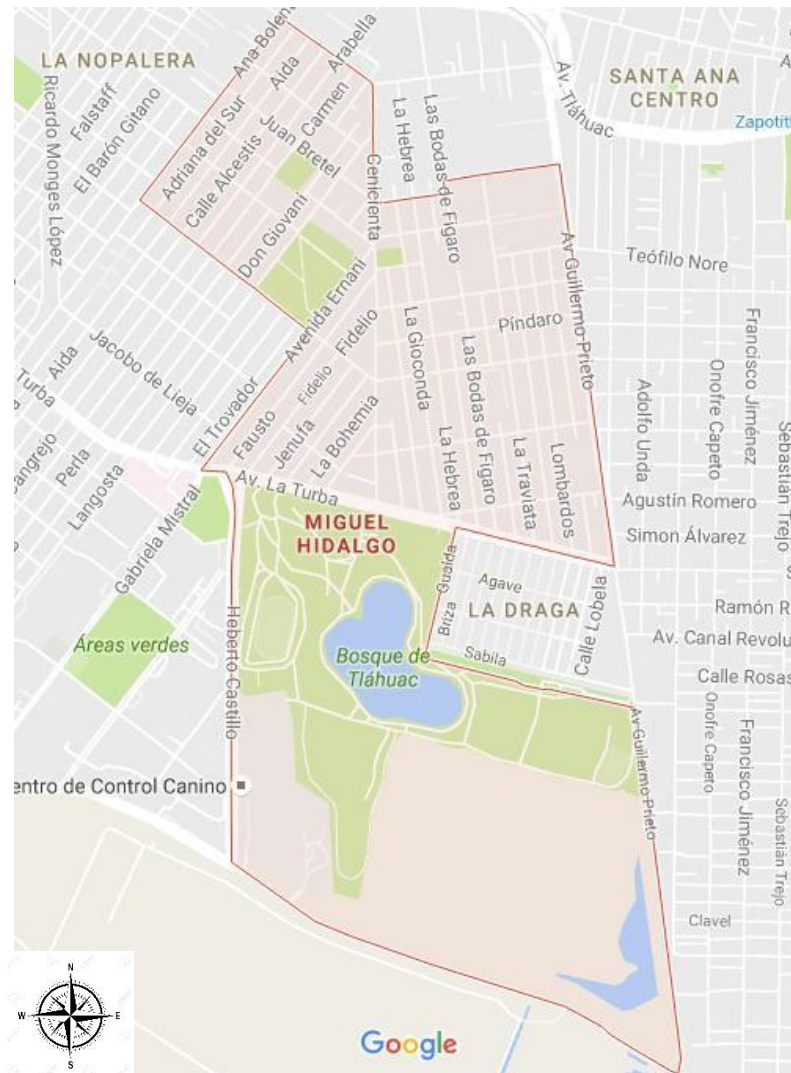 LA NOPALERA
Ana Bolena
Arabella
Aida
Av. Tláhuac
SANTA ANA
CENTRO
Ricardo Monges López
Falstaff
El Barón Gitano
Adriana del Sur
Carmen
La Hebrea
Las Bodas de Figaro
Zapotitl
Calle Alcestis
Juan Bretel
Cenicienta
Don Giovani
Av Guillermo Prieto
Teófilo Nore
Avenida Ernani
Fidelio
La Gioconda
Píndaro
Francisco Jiménez
Jacobo de Lieja
Las Bodas de Figaro
Onofre Capeto
Aida
Turba
El Trovador
Fidelio
Adolfo Unda
Fausto
Jenufa
La Bohemia
La Hebrea
La Traviata
Lombardos
Sebastián Trejo
angrejo
Perla
Langosta
Av. La Turba
Agustín Romero
Gabriela Mistral
MIGUEL
HIDALGO
Simon Álvarez
Briza
Agave
LA DRAGA
Calle Lobela
Ramón R
Áreas verdes
Heberto Castillo
Bosque de
Tláhuac
Sabila
Av. Canal Revolu
Calle Rosas
Av Guillermo Prieto
Onofre Capeto
Francisco Jiménez
entro de Control Canino
Sebastián Trejo
Clavel
N
W
E
S
Google